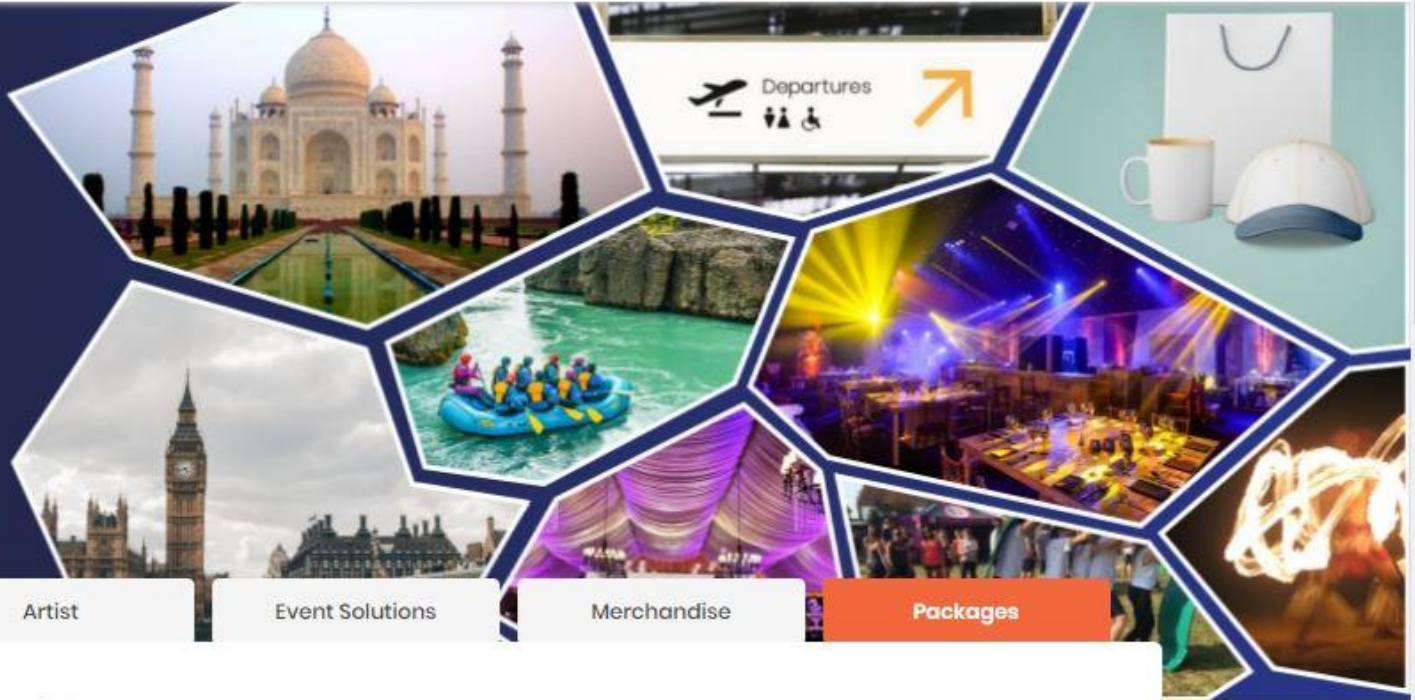 Departures
Artist
Event Solutions
Merchandise
Packages